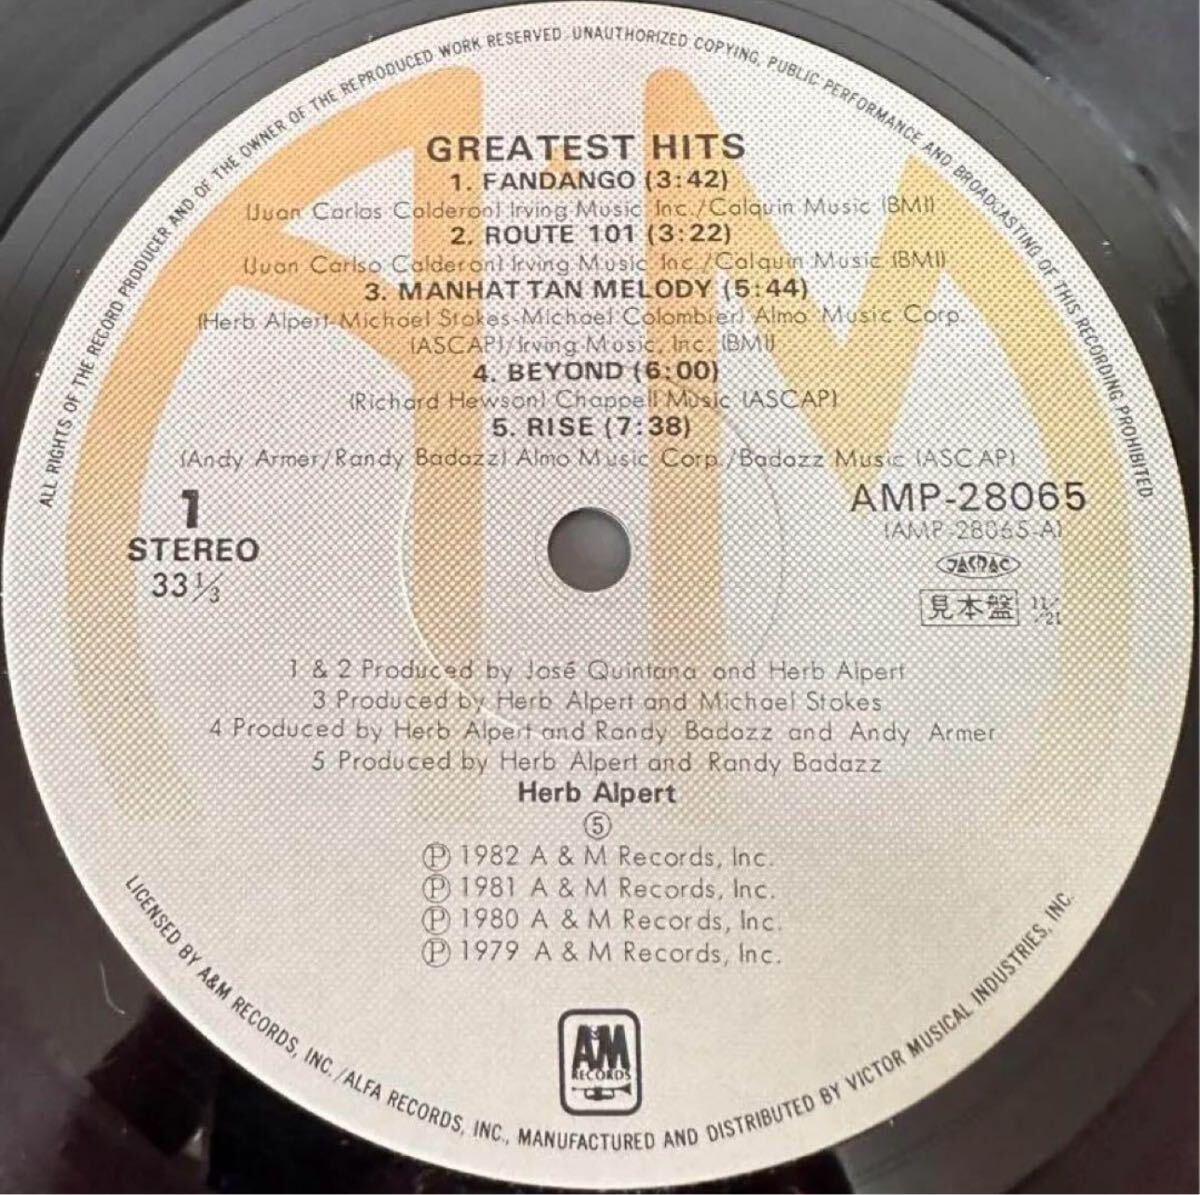 ALL RIGHTS OF THE RECORD PRODUCER AND OF THE OWNER OF THE REPRODUCED WORK RESERVED. UNAUTHORIZED COPYING, PUBLIC PERFORMANCE AND BROADCASTING OF THIS RECORDING PROHIBITED
GREATEST HITS
1. FANDANGO (3:42)
(Juan Carlos Calderon) Irving Music, Inc./Calquin Music (BMI)
2. ROUTE 101 (3:22)
(Juan Carlso Calderon) Irving Music Inc./Calquin Music (BMI)
3. MANHAT TAN MELODY (5:44)
(Herb Alpert-Michael Stokes-Michael Colombier) Almo Music Corp.
(ASCAP)/Irving Music, Inc. (BMI)
4. BEYOND (6:00)
(Richard Hewson) Chappell Music (ASCAP)
5. RISE (7:38)
(Andy Armer/Randy Badazz) Almo Music Corp./Badazz Music (ASCAP)
1
STEREO
33 1/3
AMP-28065
(AMP-28065-A)
JASRAC
見本盤 11/21
1 & 2 Produced by José Quintana and Herb Alpert
3 Produced by Herb Alpert and Michael Stokes
4 Produced by Herb Alpert and Randy Badazz and Andy Armer
5 Produced by Herb Alpert and Randy Badazz
Herb Alpert
⑤
Ⓟ 1982 A & M Records, Inc.
Ⓟ 1981 A & M Records, Inc.
Ⓟ 1980 A & M Records, Inc.
Ⓟ 1979 A & M Records, Inc.
A&M
RECORDS
LICENSED BY A&M RECORDS, INC./ALFA RECORDS, INC., MANUFACTURED AND DISTRIBUTED BY VICTOR MUSICAL INDUSTRIES, INC.